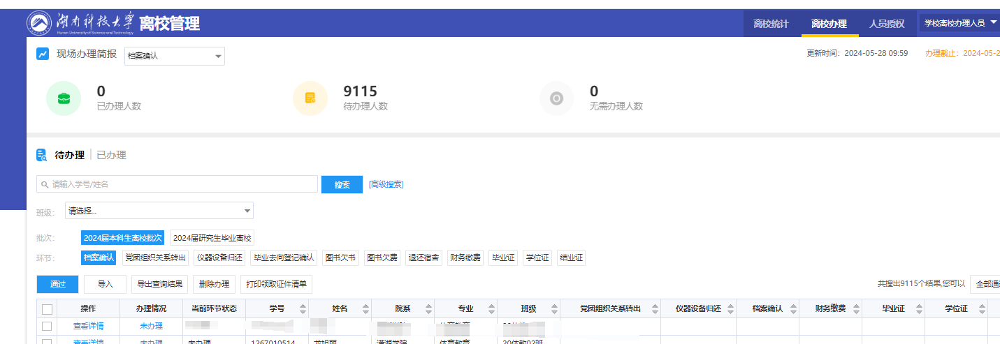 湖南科技大学 离校管理 离校统计 离校办理 人员授权 学校离校办理人员
Hunan University of Science and Technology
现场办理简报 档案确认 更新时间：2024-05-28 09:59 办理截止：2024-05-2
0 9115 0
已办理人数 待办理人数 无需办理人数
待办理 已办理
请输入学号/姓名 搜索 [高级搜索]
班级： 请选择...
批次： 2024届本科生离校批次 2024届研究生毕业离校
环节： 档案确认 党团组织关系转出 仪器设备归还 毕业去向登记确认 图书欠书 图书欠费 退还宿舍 财务缴费 毕业证 学位证 结业证
通过 导入 导出查询结果 删除办理 打印领取证件清单 共搜出9115个结果,您可以 全部通
操作 办理情况 当前环节状态 学号 姓名 院系 专业 班级 党团组织关系转出 仪器设备归还 档案确认 财务缴费 毕业证 学位证
查看详情 未办理
查看详情 未办理 未办理 1267010514 潇湘学院 体育教育 20体教02班